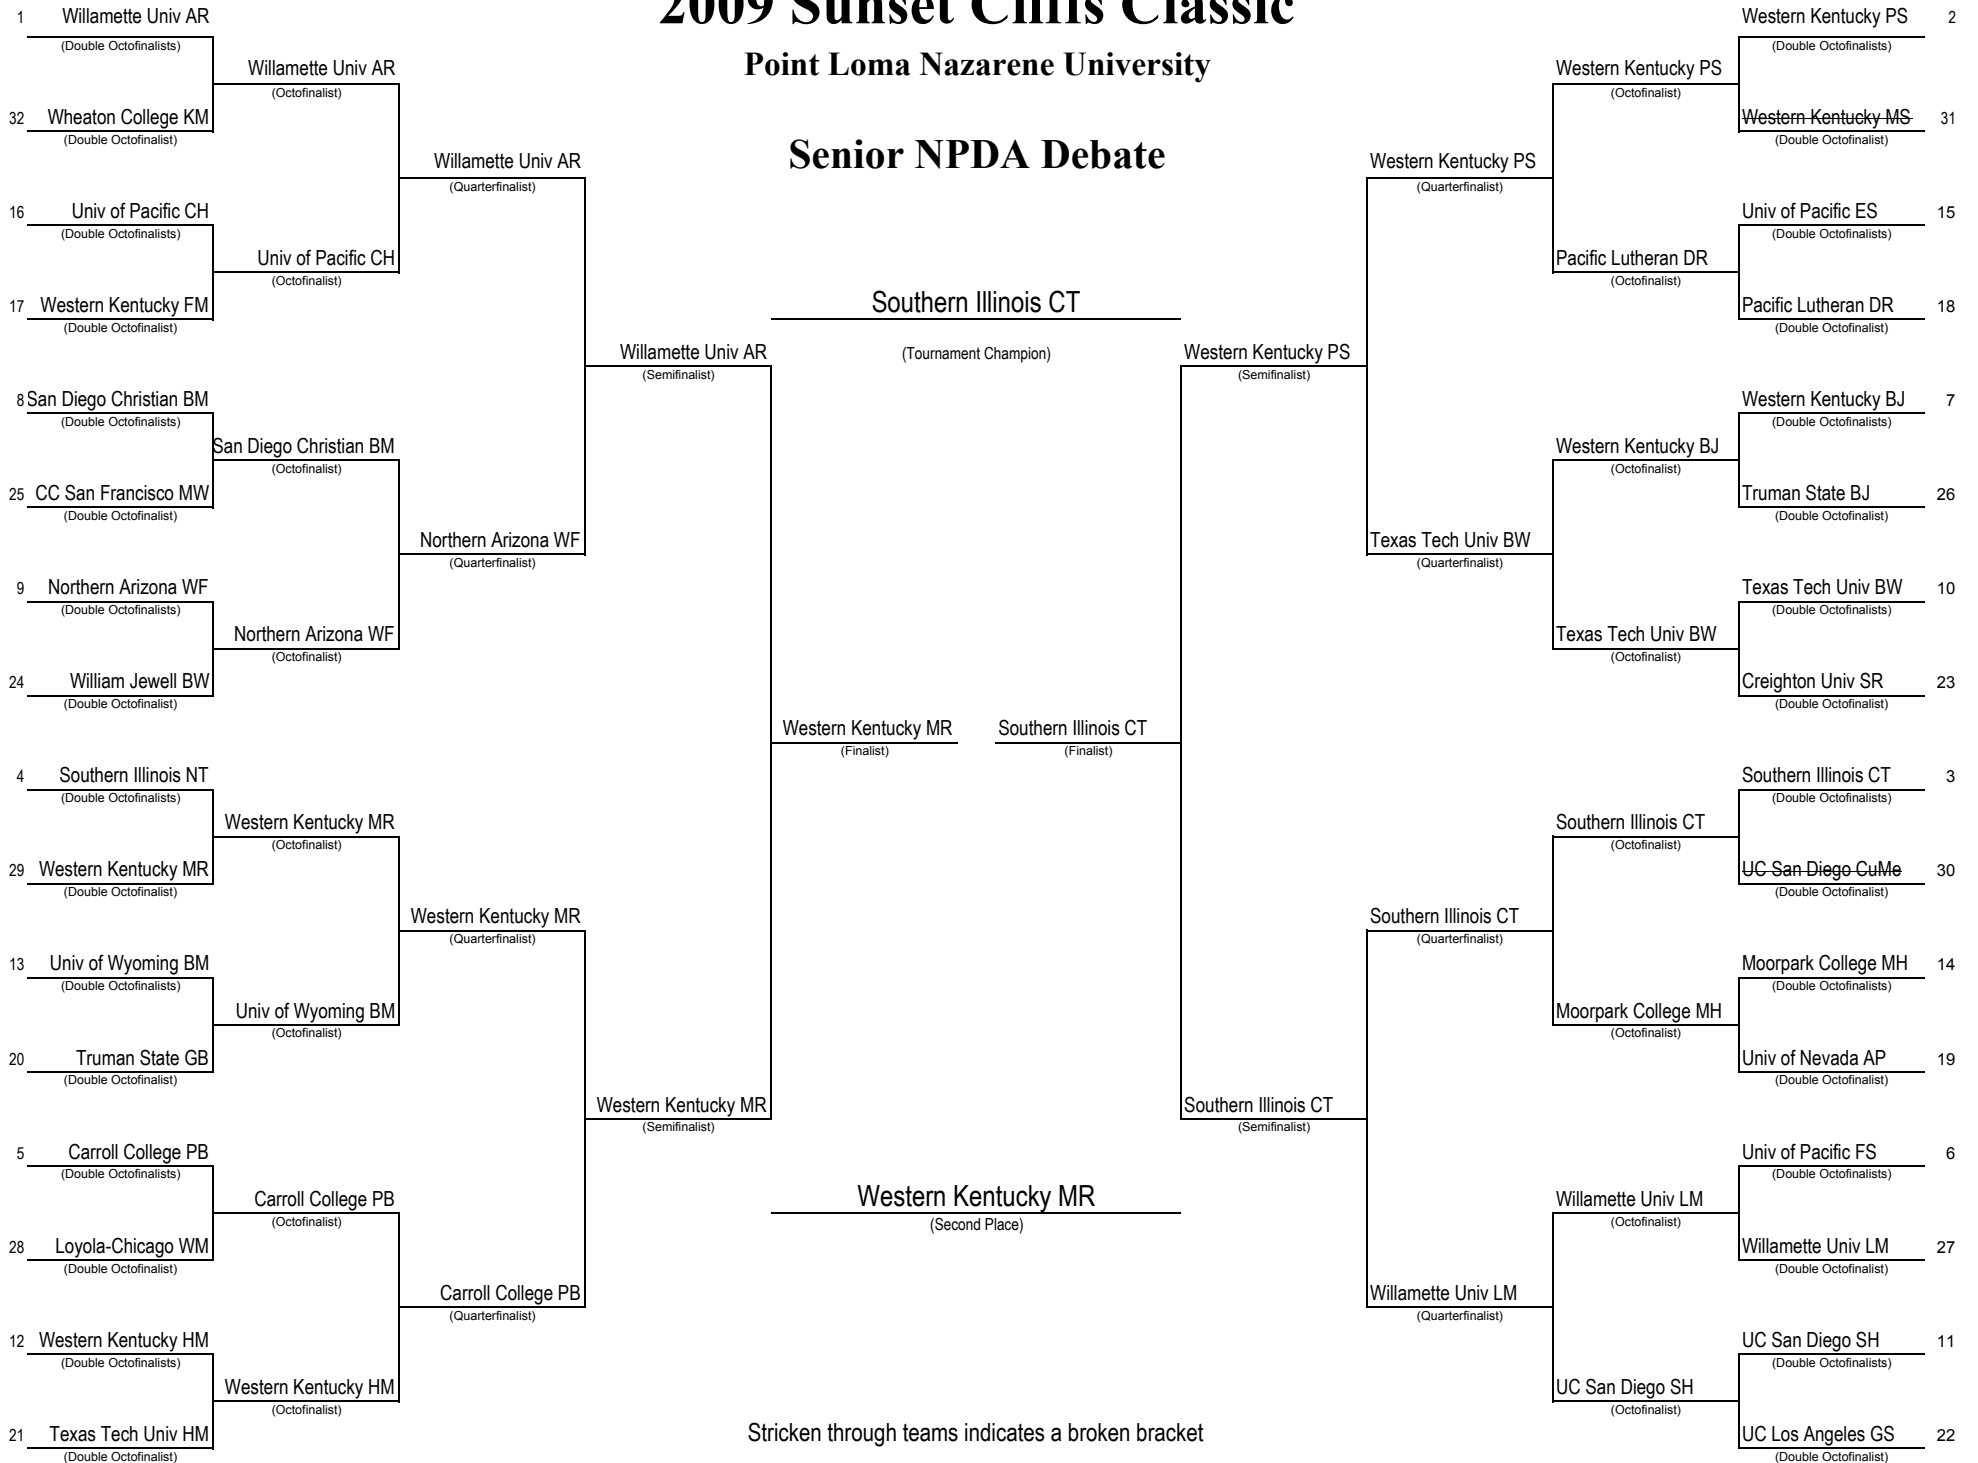 2009 Sunset Cliffs Classic
Point Loma Nazarene University
Senior NPDA Debate
1 Willamette Univ AR
(Double Octofinalists)
Willamette Univ AR
(Octofinalist)
32 Wheaton College KM
(Double Octofinalist)
Willamette Univ AR
(Quarterfinalist)
16 Univ of Pacific CH
(Double Octofinalists)
Univ of Pacific CH
(Octofinalist)
17 Western Kentucky FM
(Double Octofinalist)
Willamette Univ AR
(Semifinalist)
8 San Diego Christian BM
(Double Octofinalists)
San Diego Christian BM
(Octofinalist)
25 CC San Francisco MW
(Double Octofinalist)
Northern Arizona WF
(Quarterfinalist)
9 Northern Arizona WF
(Double Octofinalists)
Northern Arizona WF
(Octofinalist)
24 William Jewell BW
(Double Octofinalist)
Western Kentucky MR
(Finalist)
4 Southern Illinois NT
(Double Octofinalists)
Western Kentucky MR
(Octofinalist)
29 Western Kentucky MR
(Double Octofinalist)
Western Kentucky MR
(Quarterfinalist)
13 Univ of Wyoming BM
(Double Octofinalists)
Univ of Wyoming BM
(Octofinalist)
20 Truman State GB
(Double Octofinalist)
Western Kentucky MR
(Semifinalist)
5 Carroll College PB
(Double Octofinalists)
Carroll College PB
(Octofinalist)
28 Loyola-Chicago WM
(Double Octofinalist)
Carroll College PB
(Quarterfinalist)
12 Western Kentucky HM
(Double Octofinalists)
Western Kentucky HM
(Octofinalist)
21 Texas Tech Univ HM
(Double Octofinalist)
Southern Illinois CT
(Tournament Champion)
Western Kentucky MR
(Second Place)
Stricken through teams indicates a broken bracket
Western Kentucky PS 2
(Double Octofinalists)
Western Kentucky PS
(Octofinalist)
Western Kentucky MS 31
(Double Octofinalist)
Western Kentucky PS
(Quarterfinalist)
Univ of Pacific ES 15
(Double Octofinalists)
Pacific Lutheran DR
(Octofinalist)
Pacific Lutheran DR 18
(Double Octofinalist)
Western Kentucky PS
(Semifinalist)
Western Kentucky BJ 7
(Double Octofinalists)
Western Kentucky BJ
(Octofinalist)
Truman State BJ 26
(Double Octofinalist)
Texas Tech Univ BW
(Quarterfinalist)
Texas Tech Univ BW 10
(Double Octofinalists)
Texas Tech Univ BW
(Octofinalist)
Creighton Univ SR 23
(Double Octofinalist)
Southern Illinois CT
(Finalist)
Southern Illinois CT 3
(Double Octofinalists)
Southern Illinois CT
(Octofinalist)
UC San Diego CuMe 30
(Double Octofinalist)
Southern Illinois CT
(Quarterfinalist)
Moorpark College MH 14
(Double Octofinalists)
Moorpark College MH
(Octofinalist)
Univ of Nevada AP 19
(Double Octofinalist)
Southern Illinois CT
(Semifinalist)
Univ of Pacific FS 6
(Double Octofinalists)
Willamette Univ LM
(Octofinalist)
Willamette Univ LM 27
(Double Octofinalist)
Willamette Univ LM
(Quarterfinalist)
UC San Diego SH 11
(Double Octofinalists)
UC San Diego SH
(Octofinalist)
UC Los Angeles GS 22
(Double Octofinalist)